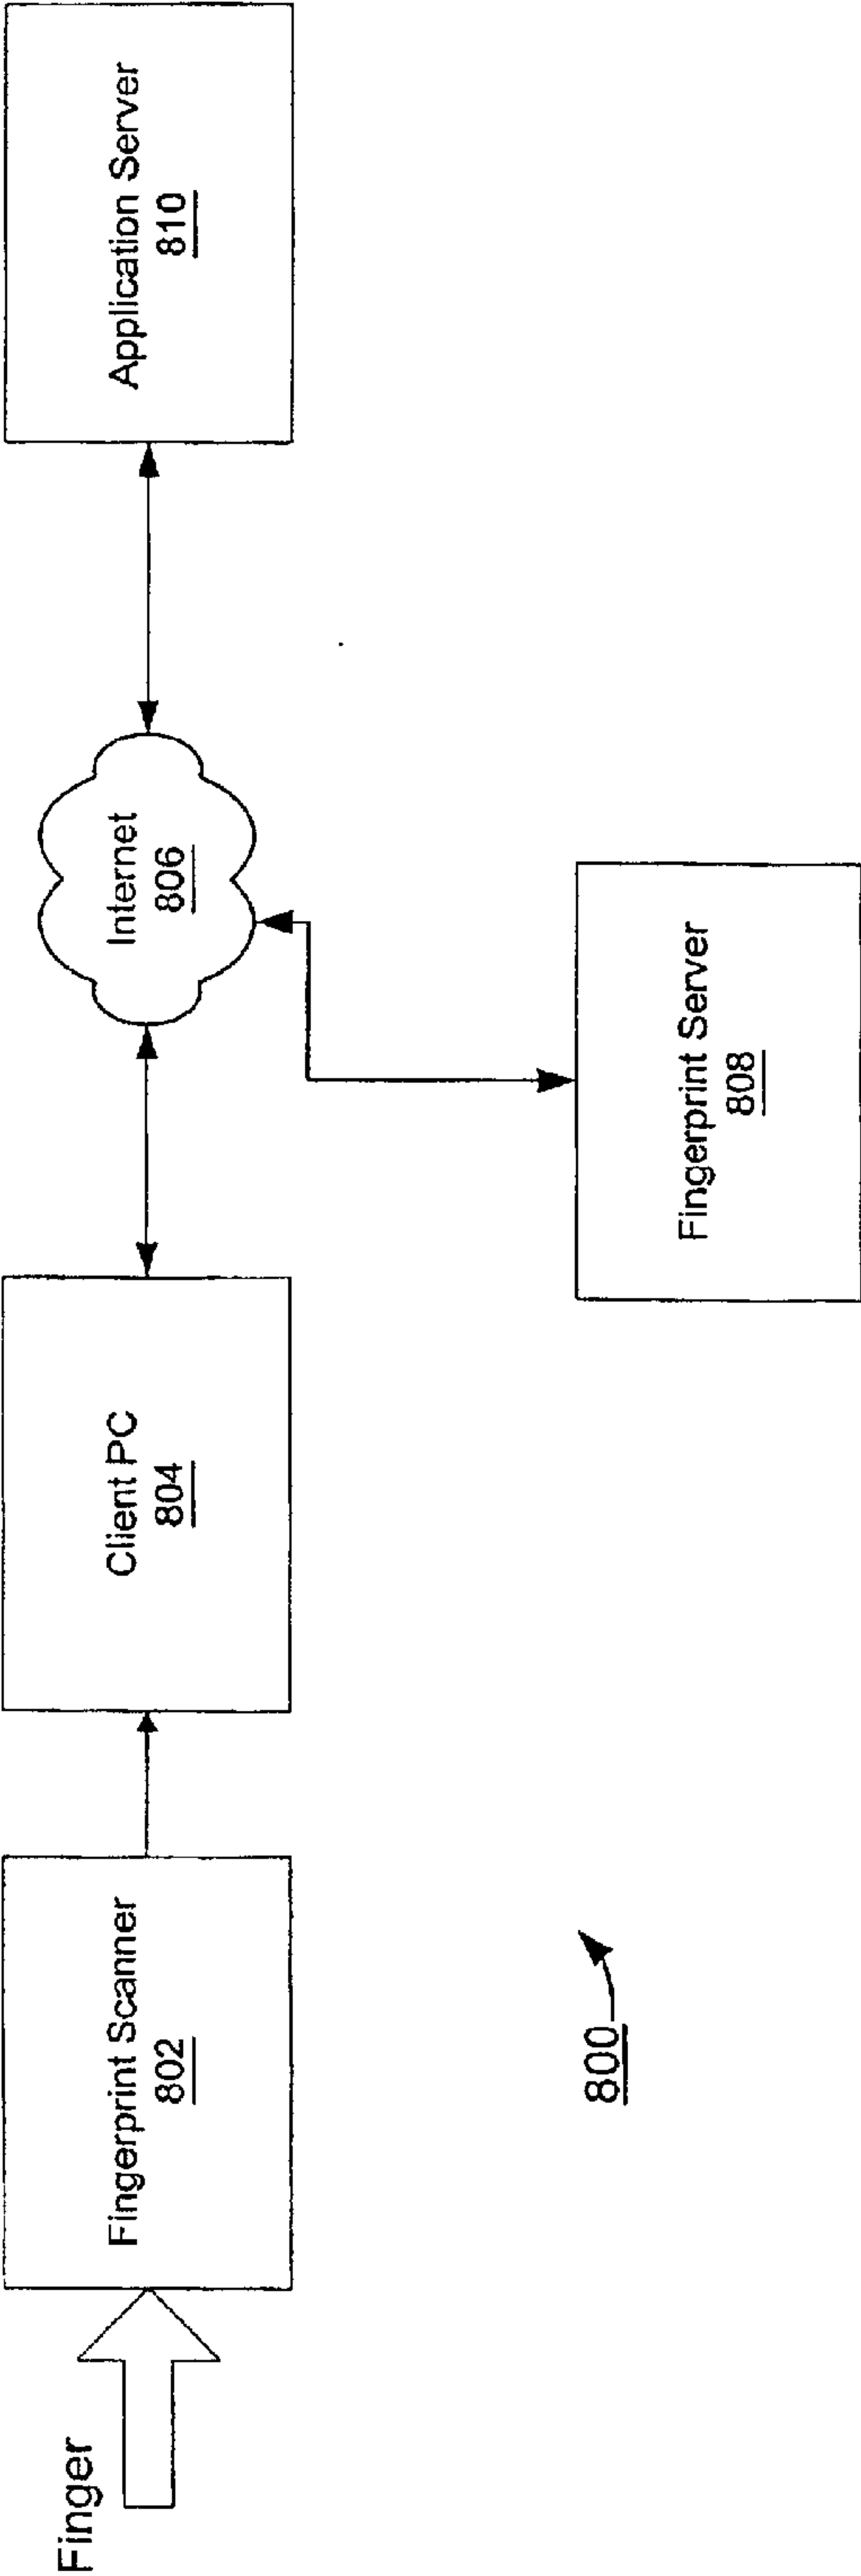 Finger
Fingerprint Scanner
802
Client PC
804
Internet
806
Application Server
810
Fingerprint Server
808
800